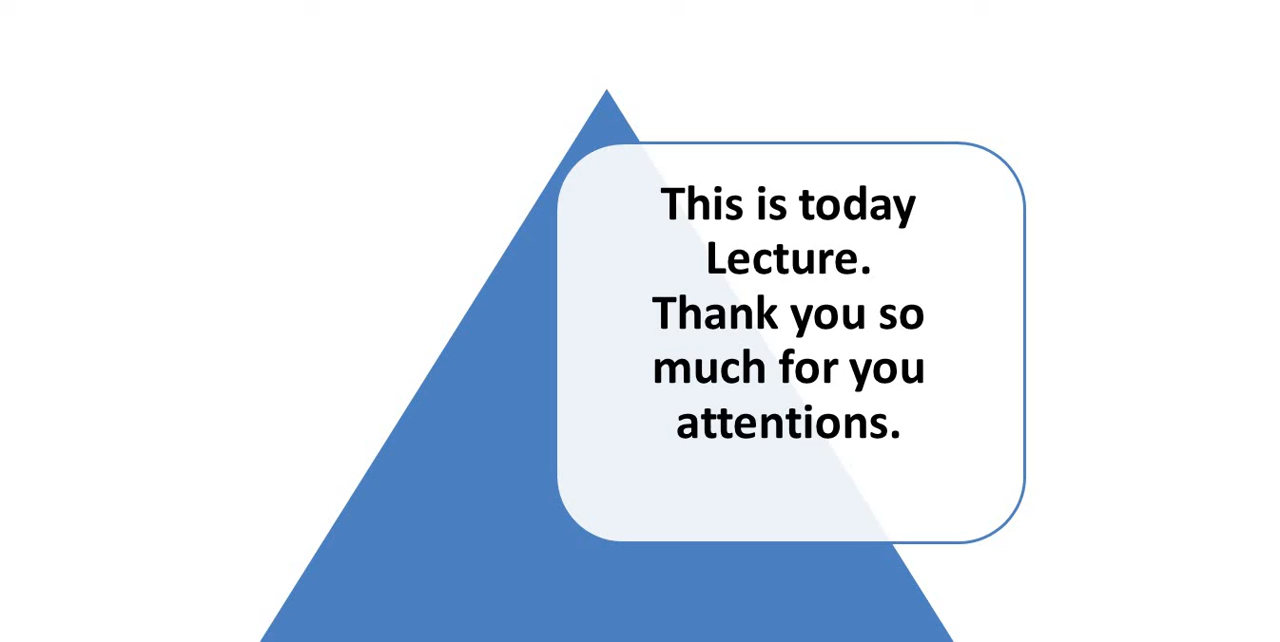 This is today
Lecture.
Thank you so
much for you
attentions.